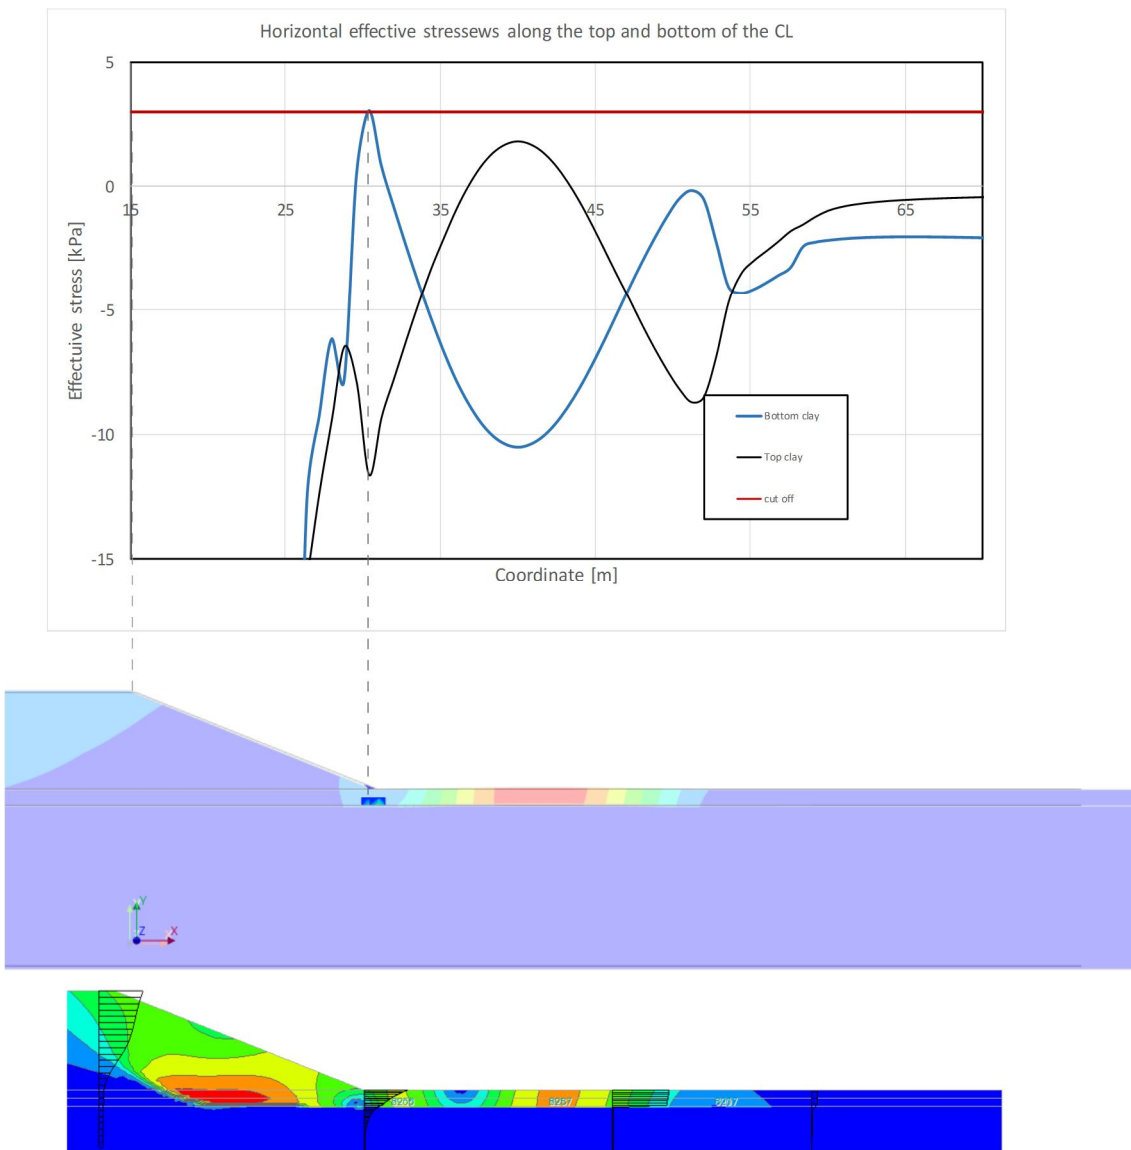 Horizontal effective stressews along the top and bottom of the CL
5
0
-5
-10
-15
15
25
35
45
55
65
Effectuive stress [kPa]
Coordinate [m]
Bottom clay
Top clay
cut off
Y
Z
X